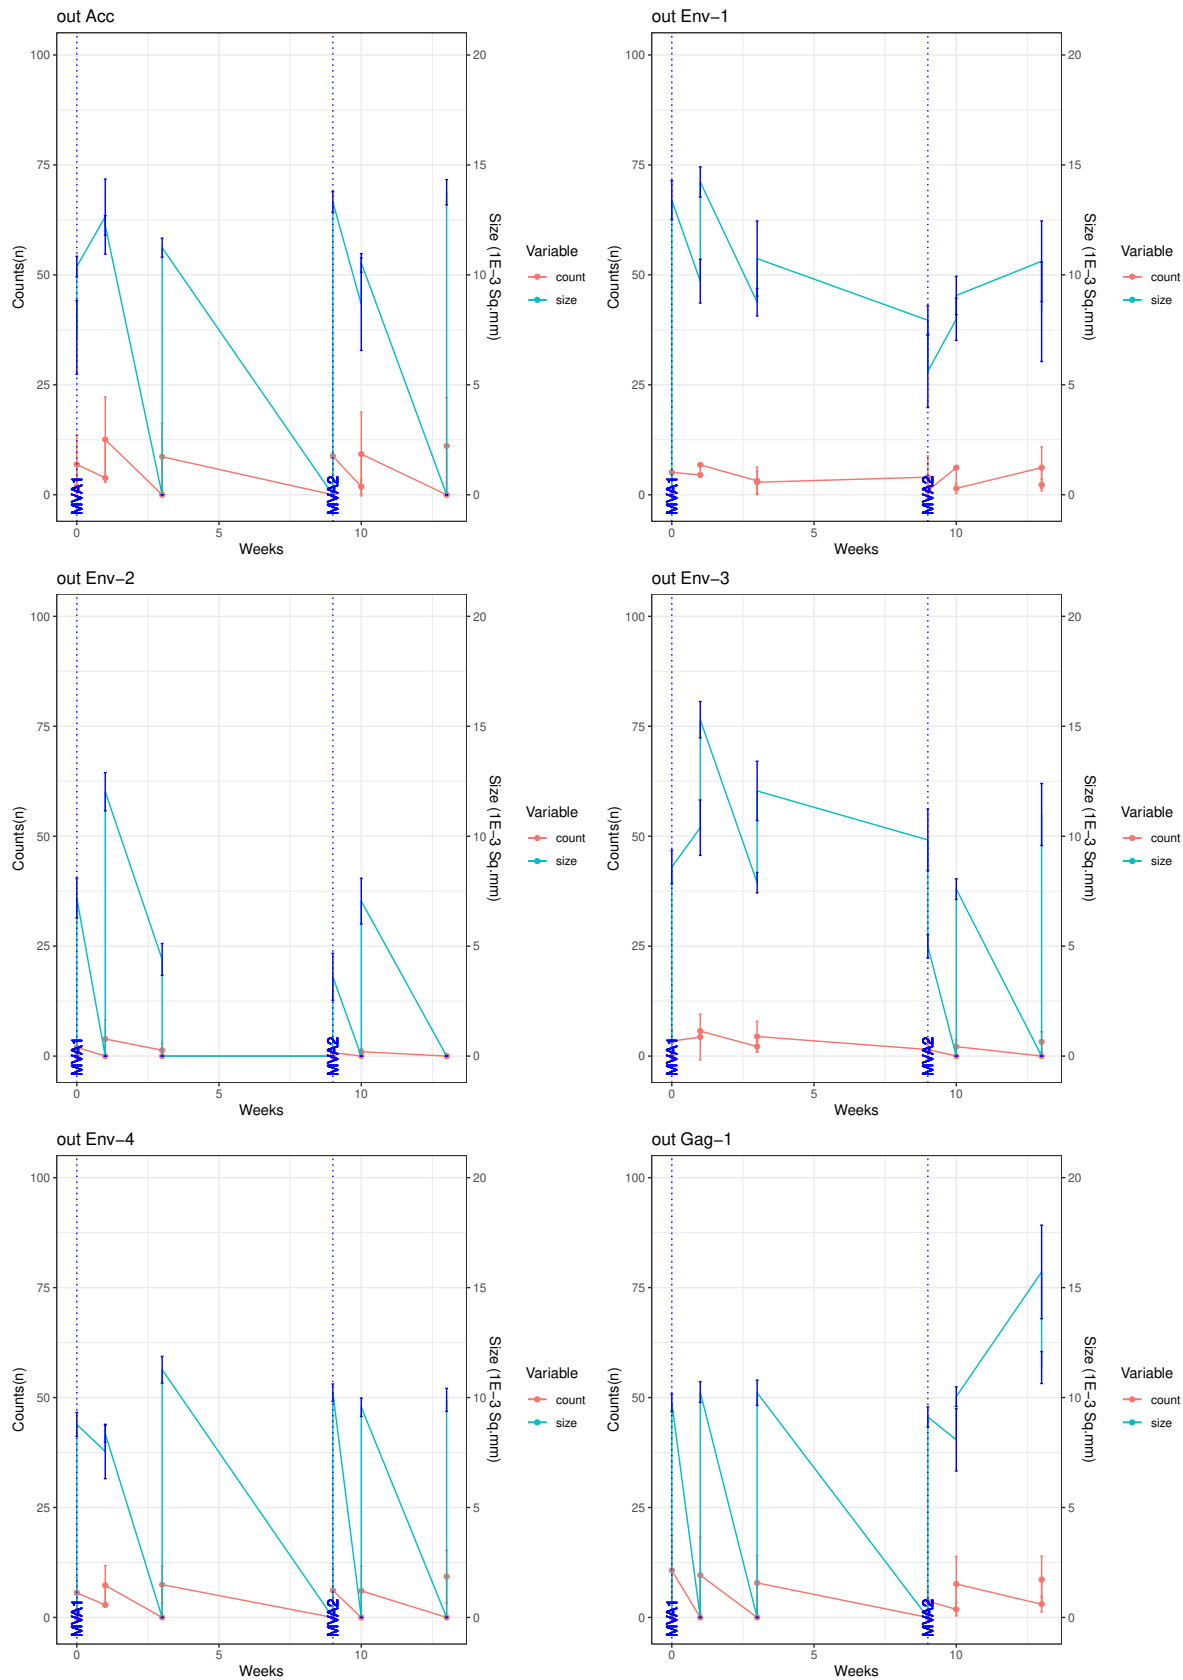 out Acc
100
75
50
25
0
Counts(n)
20
15
10
5
0
Size (1E−3 Sq.mm)
MVA1
MVA2
0
5
10
Weeks
Variable
count
size
out Env−1
100
75
50
25
0
Counts(n)
20
15
10
5
0
Size (1E−3 Sq.mm)
MVA1
MVA2
0
5
10
Weeks
Variable
count
size
out Env−2
100
75
50
25
0
Counts(n)
20
15
10
5
0
Size (1E−3 Sq.mm)
MVA1
MVA2
0
5
10
Weeks
Variable
count
size
out Env−3
100
75
50
25
0
Counts(n)
20
15
10
5
0
Size (1E−3 Sq.mm)
MVA1
MVA2
0
5
10
Weeks
Variable
count
size
out Env−4
100
75
50
25
0
Counts(n)
20
15
10
5
0
Size (1E−3 Sq.mm)
MVA1
MVA2
0
5
10
Weeks
Variable
count
size
out Gag−1
100
75
50
25
0
Counts(n)
20
15
10
5
0
Size (1E−3 Sq.mm)
MVA1
MVA2
0
5
10
Weeks
Variable
count
size